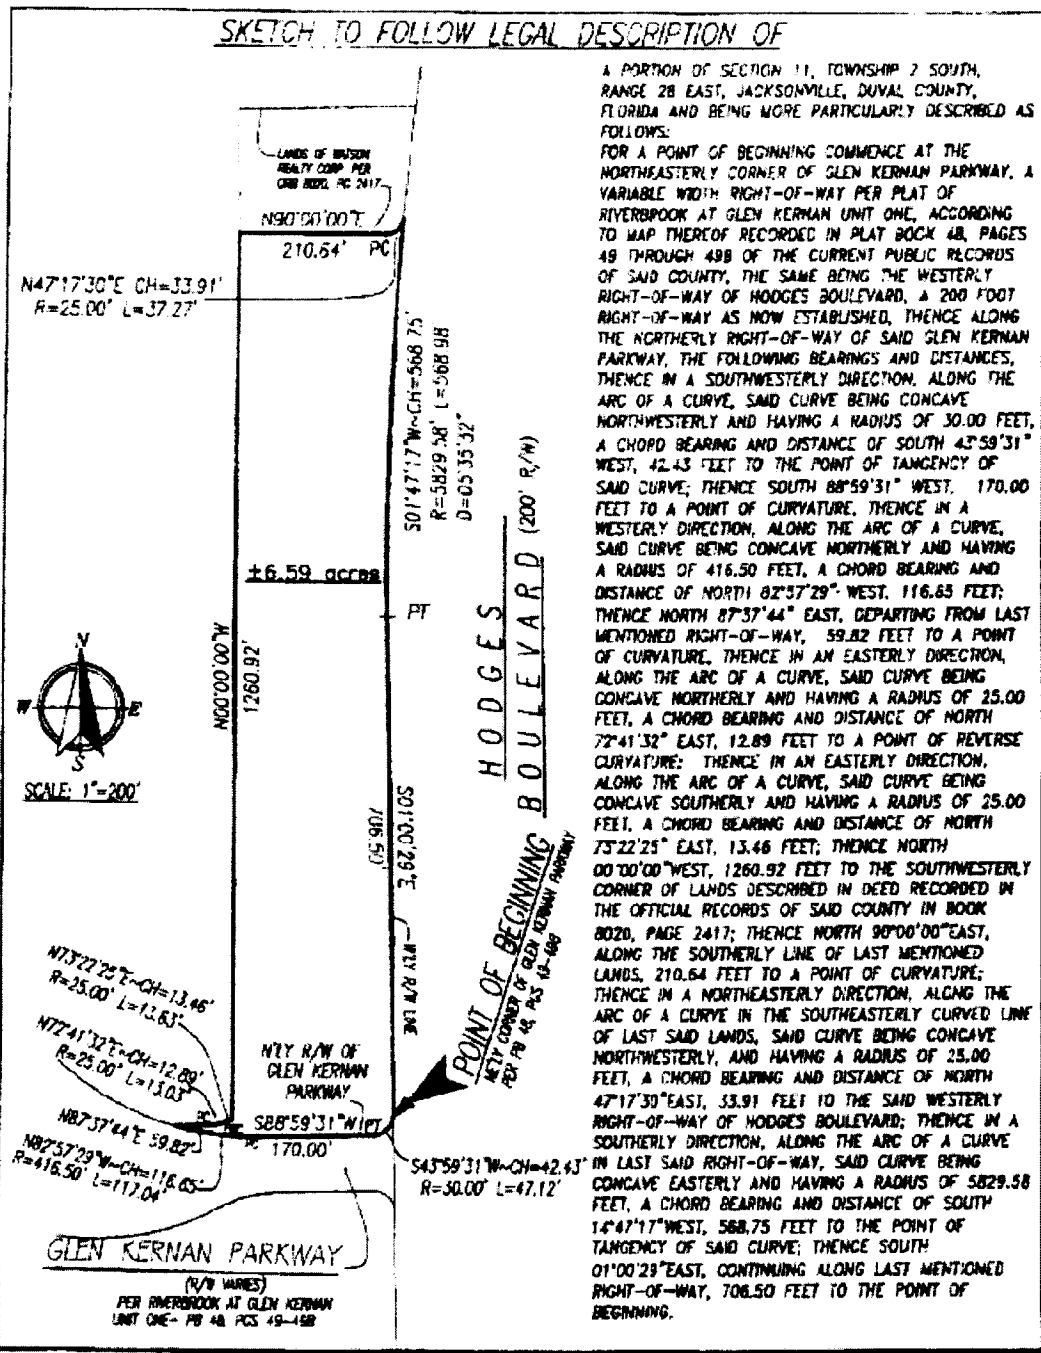 SKETCH TO FOLLOW LEGAL DESCRIPTION OF
A PORTION OF SECTION 11, TOWNSHIP 2 SOUTH,
RANGE 28 EAST, JACKSONVILLE, DUVAL COUNTY,
FLORIDA AND BEING MORE PARTICULARLY DESCRIBED AS
FOLLOWS:
FOR A POINT OF BEGINNING COMMENCE AT THE
NORTHEASTERLY CORNER OF GLEN KERNAN PARKWAY, A
VARIABLE WIDTH RIGHT-OF-WAY PER PLAT OF
RIVERBROOK AT GLEN KERNAN UNIT ONE, ACCORDING
TO MAP THEREOF RECORDED IN PLAT BOOK 48, PAGES
49 THROUGH 49B OF THE CURRENT PUBLIC RECORDS
OF SAID COUNTY, THE SAME BEING THE WESTERLY
RIGHT-OF-WAY OF HODGES BOULEVARD, A 200 FOOT
RIGHT-OF-WAY AS NOW ESTABLISHED, THENCE ALONG
THE NORTHERLY RIGHT-OF-WAY OF SAID GLEN KERNAN
PARKWAY, THE FOLLOWING BEARINGS AND DISTANCES,
THENCE IN A SOUTHWESTERLY DIRECTION, ALONG THE
ARC OF A CURVE, SAID CURVE BEING CONCAVE
NORTHWESTERLY AND HAVING A RADIUS OF 30.00 FEET,
A CHORD BEARING AND DISTANCE OF SOUTH 43°59'31"
WEST, 42.43 FEET TO THE POINT OF TANGENCY OF
SAID CURVE; THENCE SOUTH 88°59'31" WEST, 170.00
FEET TO A POINT OF CURVATURE, THENCE IN A
WESTERLY DIRECTION, ALONG THE ARC OF A CURVE,
SAID CURVE BEING CONCAVE NORTHERLY AND HAVING
A RADIUS OF 416.50 FEET, A CHORD BEARING AND
DISTANCE OF NORTH 82°57'29" WEST, 116.65 FEET;
THENCE NORTH 87°37'44" EAST, DEPARTING FROM LAST
MENTIONED RIGHT-OF-WAY, 59.82 FEET TO A POINT
OF CURVATURE, THENCE IN AN EASTERLY DIRECTION,
ALONG THE ARC OF A CURVE, SAID CURVE BEING
CONCAVE NORTHERLY AND HAVING A RADIUS OF 25.00
FEET, A CHORD BEARING AND DISTANCE OF NORTH
72°41'32" EAST, 12.89 FEET TO A POINT OF REVERSE
CURVATURE; THENCE IN AN EASTERLY DIRECTION,
ALONG THE ARC OF A CURVE, SAID CURVE BEING
CONCAVE SOUTHERLY AND HAVING A RADIUS OF 25.00
FEET, A CHORD BEARING AND DISTANCE OF NORTH
73°22'25" EAST, 13.46 FEET; THENCE NORTH
00°00'00"WEST, 1260.92 FEET TO THE SOUTHWESTERLY
CORNER OF LANDS DESCRIBED IN DEED RECORDED IN
THE OFFICIAL RECORDS OF SAID COUNTY IN BOOK
8020, PAGE 2417; THENCE NORTH 90°00'00"EAST,
ALONG THE SOUTHERLY LINE OF LAST MENTIONED
LANDS, 210.64 FEET TO A POINT OF CURVATURE;
THENCE IN A NORTHEASTERLY DIRECTION, ALONG THE
ARC OF A CURVE IN THE SOUTHEASTERLY CURVED LINE
OF LAST SAID LANDS, SAID CURVE BEING CONCAVE
NORTHWESTERLY, AND HAVING A RADIUS OF 25.00
FEET, A CHORD BEARING AND DISTANCE OF NORTH
47°17'30"EAST, 33.91 FEET TO THE SAID WESTERLY
RIGHT-OF-WAY OF HODGES BOULEVARD; THENCE IN A
SOUTHERLY DIRECTION, ALONG THE ARC OF A CURVE
IN LAST SAID RIGHT-OF-WAY, SAID CURVE BEING
CONCAVE EASTERLY AND HAVING A RADIUS OF 5829.58
FEET, A CHORD BEARING AND DISTANCE OF SOUTH
14°47'17"WEST, 568.75 FEET TO THE POINT OF
TANGENCY OF SAID CURVE; THENCE SOUTH
01°00'29"EAST, CONTINUING ALONG LAST MENTIONED
RIGHT-OF-WAY, 706.50 FEET TO THE POINT OF
BEGINNING.
LANDS OF WATSON
REALTY CORP. PER
ORB 8020, PG 2417
N90°00'00"E
210.64'
PC
N47°17'30"E CH=33.91'
R=25.00' L=37.27'
S01°47'17"W~CH=568.75'
R=5829.58' L=568.98
D=05°35'32"
±6.59 acres
PT
HODGES
BOULEVARD (200' R/W)
N00°00'00"W
1260.92'
N
W
E
S
SCALE: 1"=200'
S01°00'29"E
706.50'
W'LY R/W LINE
POINT OF BEGINNING
NE'LY CORNER OF GLEN KERNAN PARKWAY
PER PB 48, PGS 49-49B
N73°22'25"E~CH=13.46'
R=25.00' L=13.63'
N72°41'32"E~CH=12.89'
R=25.00' L=13.03'
N87°37'44"E 59.82'
N82°57'29"W~CH=116.65'
R=416.50' L=117.04'
N'LY R/W OF
GLEN KERNAN
PARKWAY
S88°59'31"W
PT
PC
170.00'
S43°59'31"W~CH=42.43'
R=30.00' L=47.12'
GLEN KERNAN PARKWAY
(R/W VARIES)
PER RIVERBROOK AT GLEN KERNAN
UNIT ONE- PB 48, PGS 49-49B